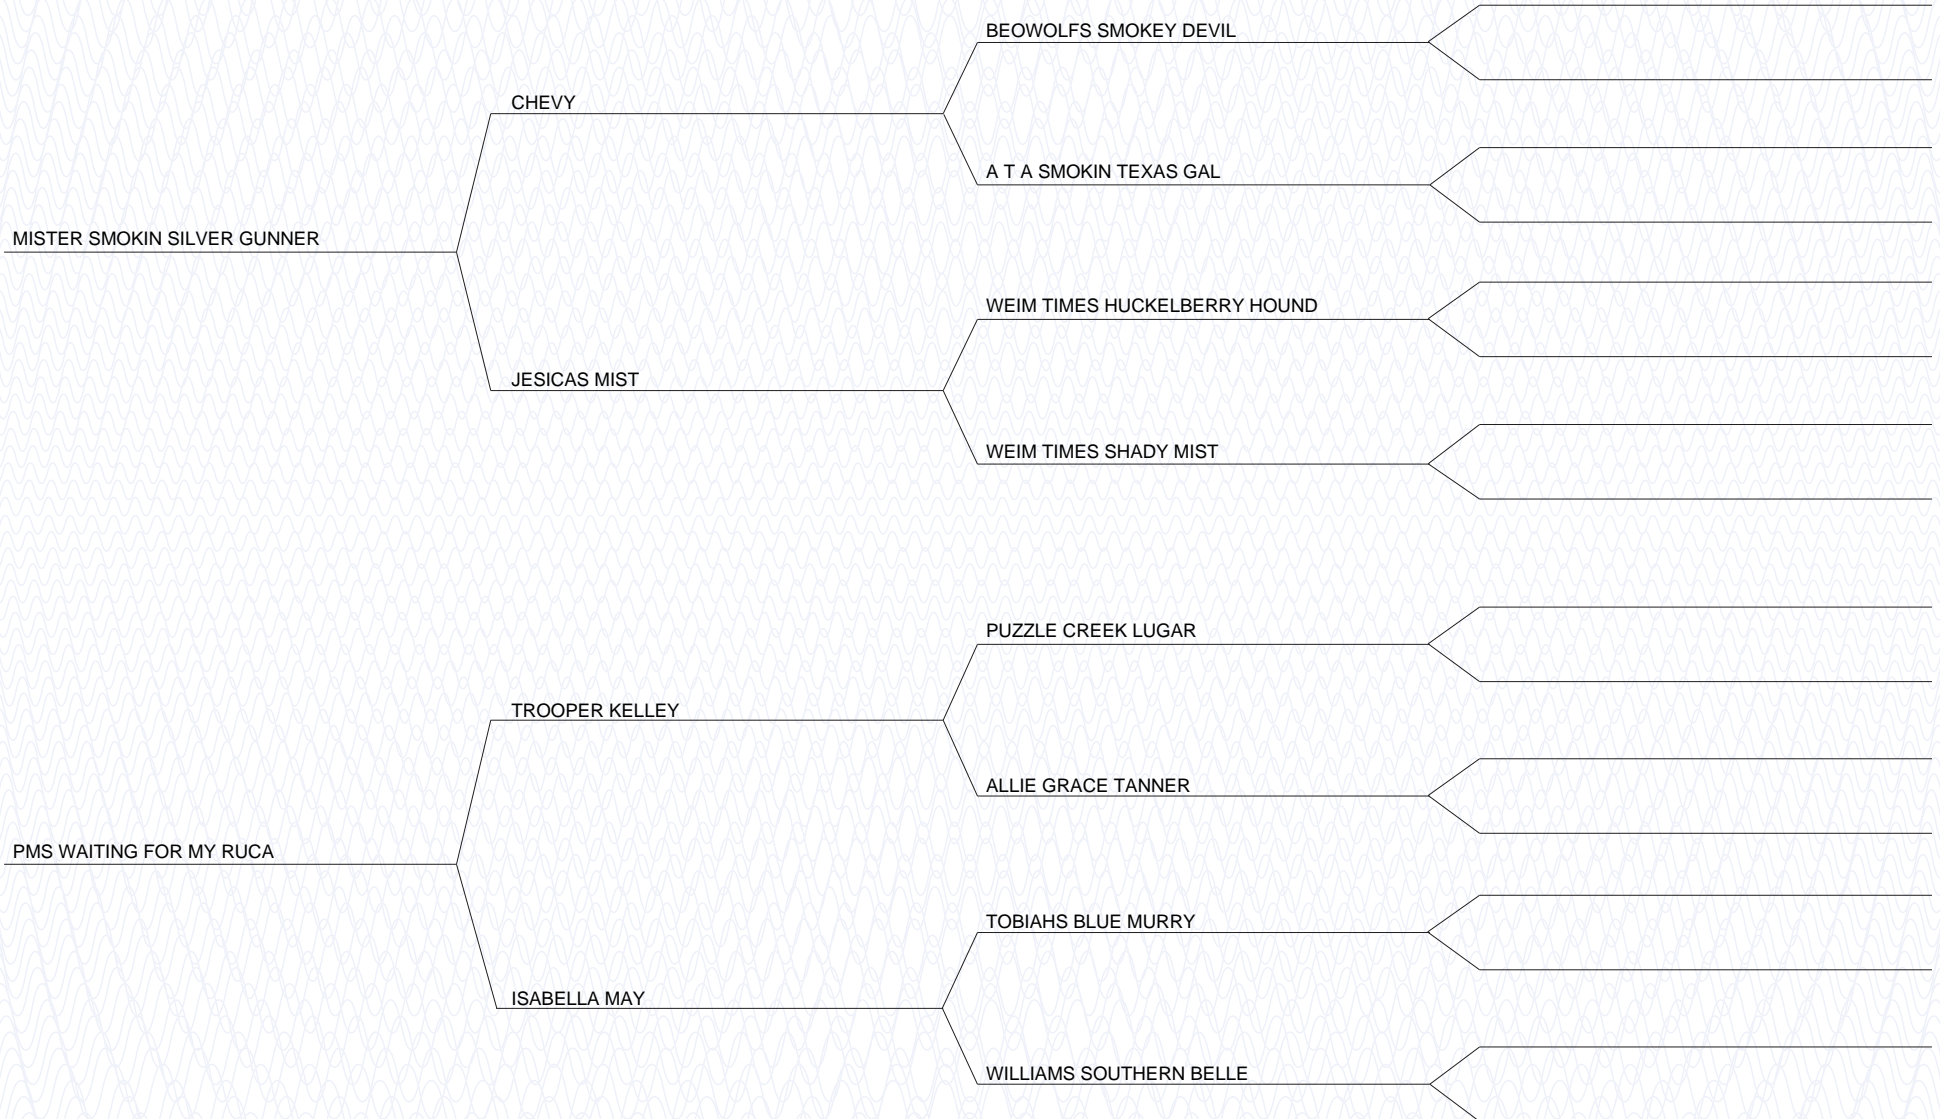 BEOWOLFS SMOKEY DEVIL
CHEVY
A T A SMOKIN TEXAS GAL
MISTER SMOKIN SILVER GUNNER
WEIM TIMES HUCKELBERRY HOUND
JESICAS MIST
WEIM TIMES SHADY MIST
PUZZLE CREEK LUGAR
TROOPER KELLEY
ALLIE GRACE TANNER
PMS WAITING FOR MY RUCA
TOBIAHS BLUE MURRY
ISABELLA MAY
WILLIAMS SOUTHERN BELLE